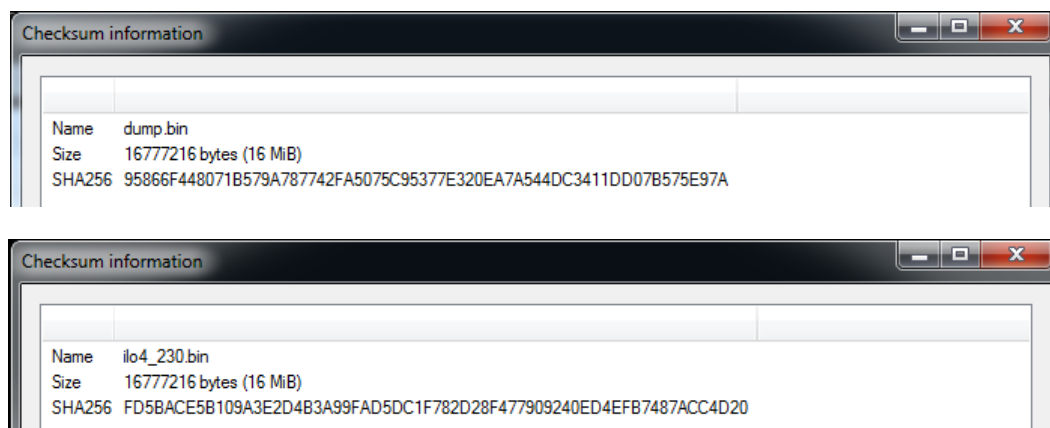 Checksum information
Name dump.bin
Size 16777216 bytes (16 MiB)
SHA256 95866F448071B579A787742FA5075C95377E320EA7A544DC3411DD07B575E97A
Checksum information
Name ilo4_230.bin
Size 16777216 bytes (16 MiB)
SHA256 FD5BACE5B109A3E2D4B3A99FAD5DC1F782D28F477909240ED4EFB7487ACC4D20